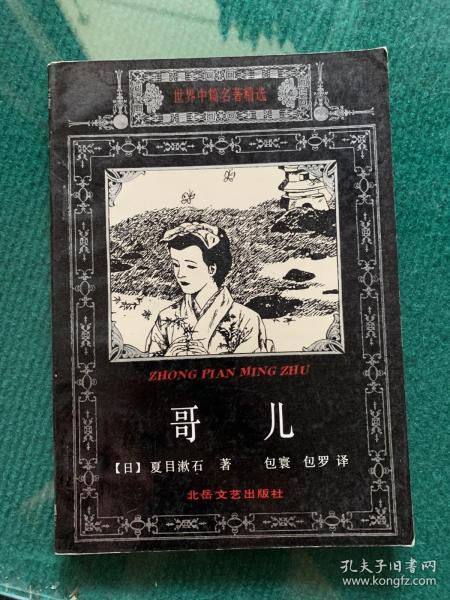 世界中篇名著精选
ZHONG PIAN MING ZHU
哥儿
【日】夏目漱石 著 包寰 包罗 译
北岳文艺出版社
孔夫子旧书网
www.kongfz.com